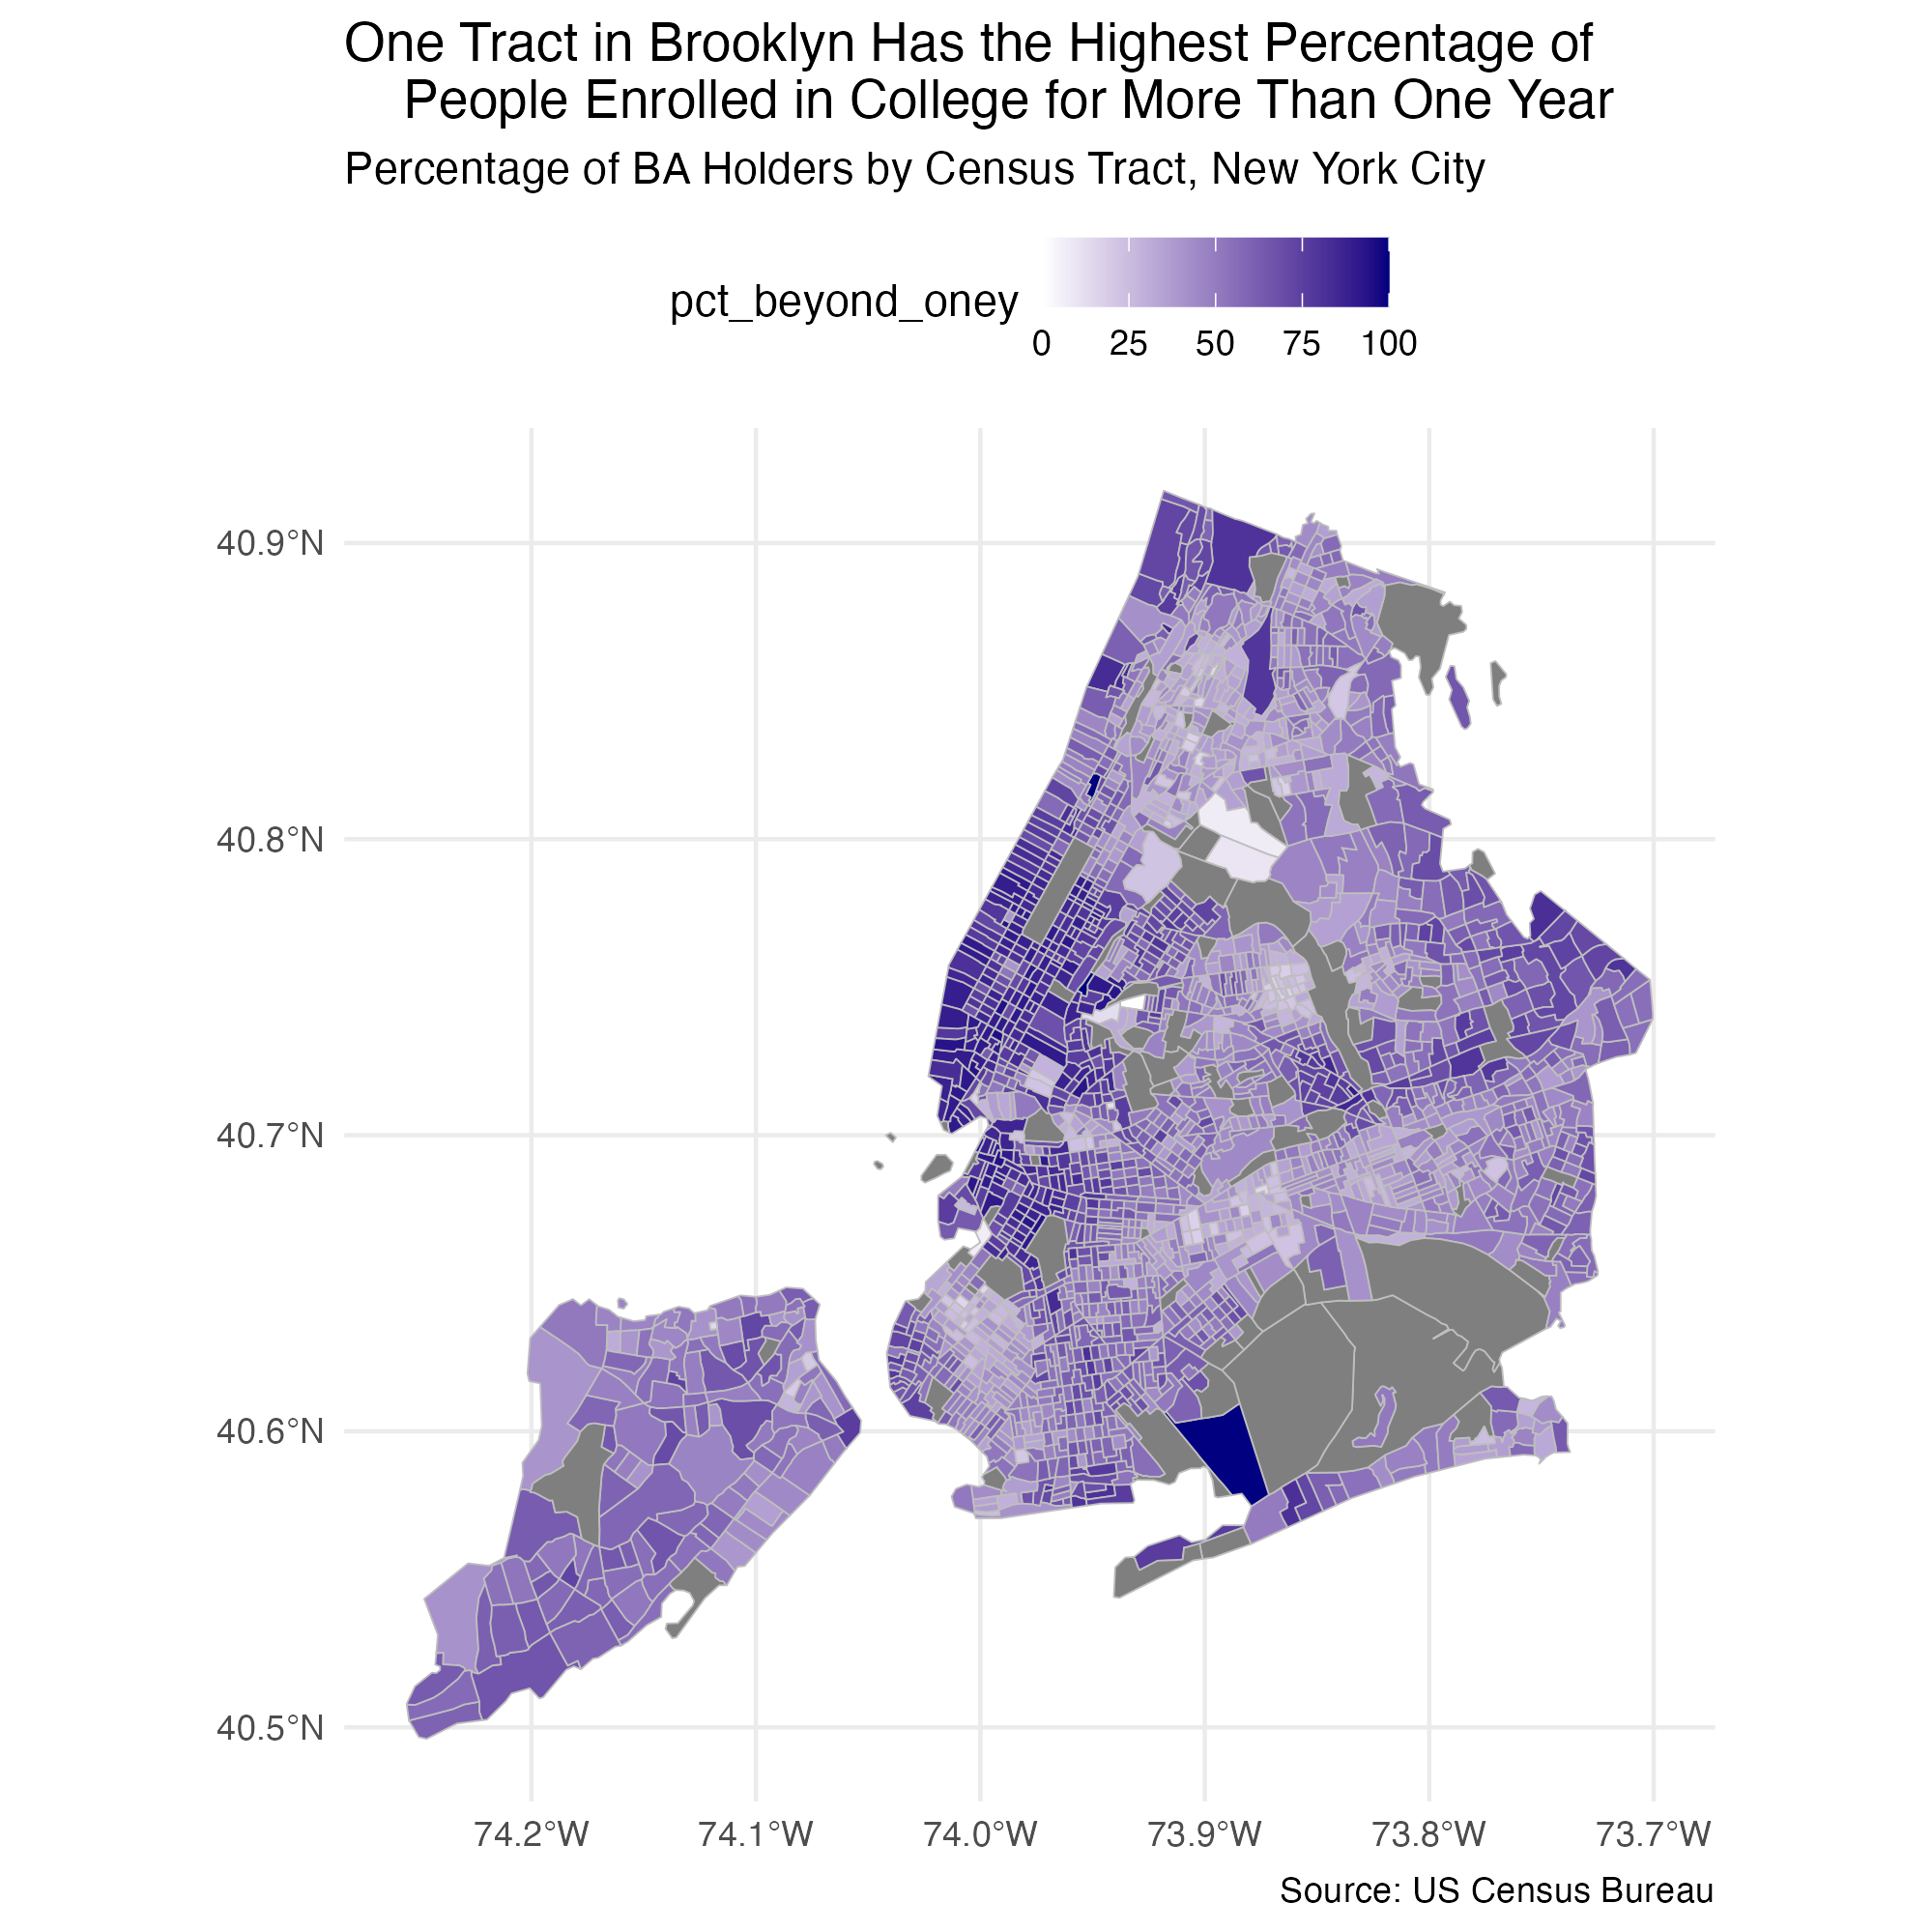 One Tract in Brooklyn Has the Highest Percentage of
People Enrolled in College for More Than One Year
Percentage of BA Holders by Census Tract, New York City
pct_beyond_oney
0 25 50 75 100
40.9°N
40.8°N
40.7°N
40.6°N
40.5°N
74.2°W 74.1°W 74.0°W 73.9°W 73.8°W 73.7°W
Source: US Census Bureau